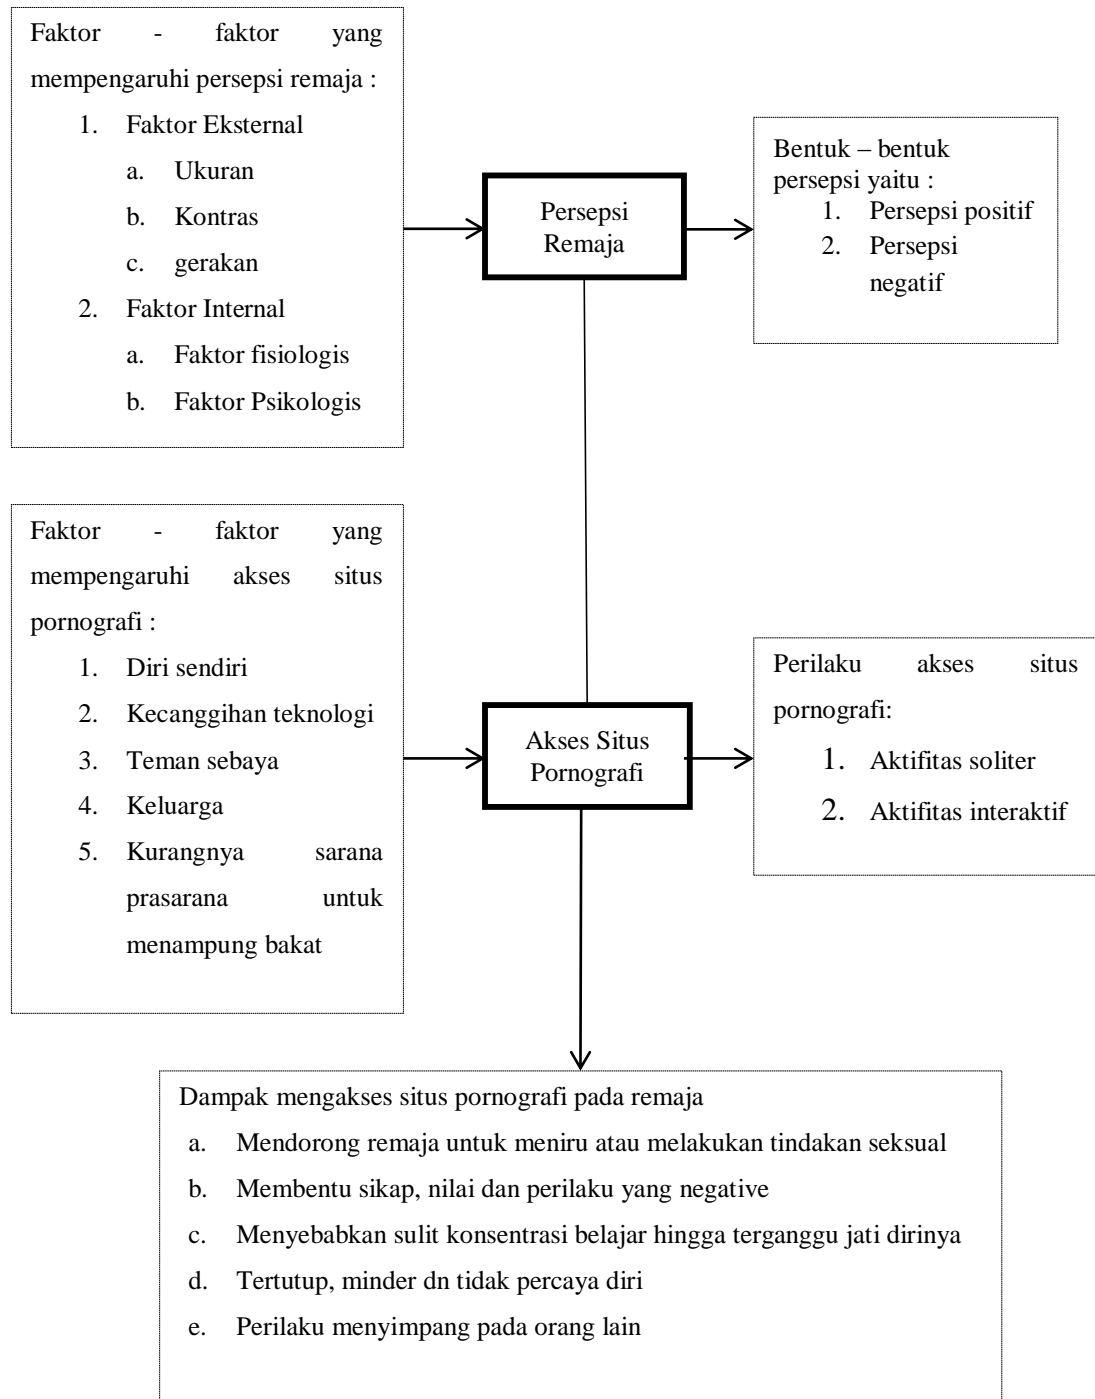 Faktor - faktor yang
mempengaruhi persepsi remaja :
1. Faktor Eksternal
a. Ukuran
b. Kontras
c. gerakan
2. Faktor Internal
a. Faktor fisiologis
b. Faktor Psikologis
Persepsi
Remaja
Bentuk – bentuk
persepsi yaitu :
1. Persepsi positif
2. Persepsi
negatif
Faktor - faktor yang
mempengaruhi akses situs
pornografi :
1. Diri sendiri
2. Kecanggihan teknologi
3. Teman sebaya
4. Keluarga
5. Kurangnya sarana
prasarana untuk
menampung bakat
Akses Situs
Pornografi
Perilaku akses situs
pornografi:
1. Aktifitas soliter
2. Aktifitas interaktif
Dampak mengakses situs pornografi pada remaja
a. Mendorong remaja untuk meniru atau melakukan tindakan seksual
b. Membentu sikap, nilai dan perilaku yang negative
c. Menyebabkan sulit konsentrasi belajar hingga terganggu jati dirinya
d. Tertutup, minder dn tidak percaya diri
e. Perilaku menyimpang pada orang lain